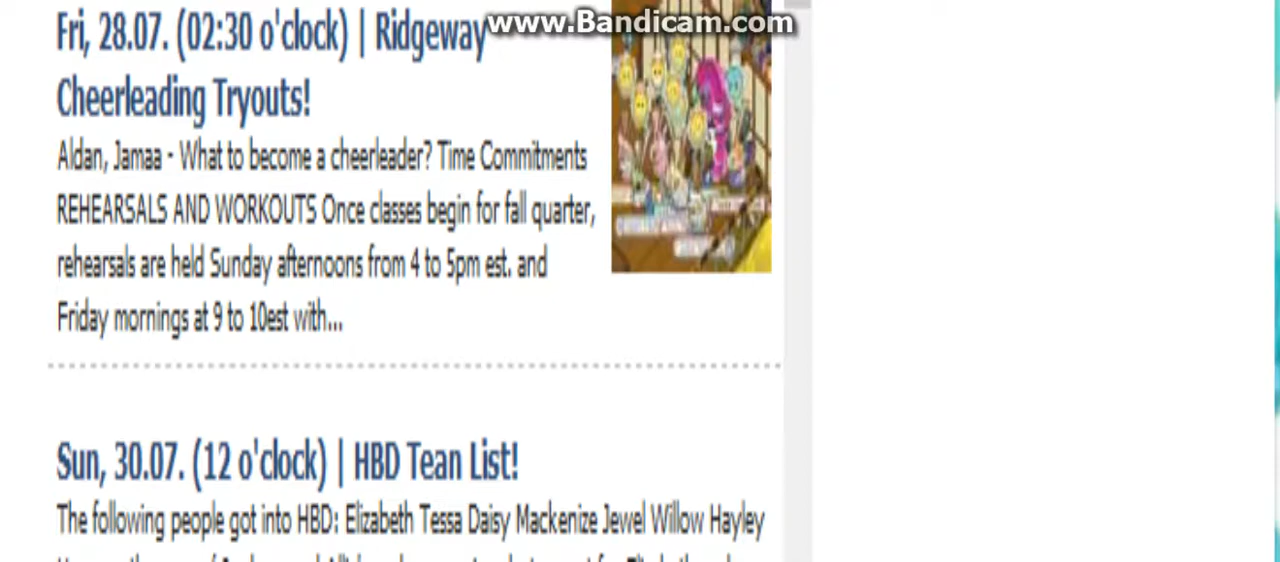 www.Bandicam.com
Fri, 28.07. (02:30 o'clock) | Ridgeway
Cheerleading Tryouts!
Aldan, Jamaa - What to become a cheerleader? Time Commitments
REHEARSALS AND WORKOUTS Once classes begin for fall quarter,
rehearsals are held Sunday afternoons from 4 to 5pm est. and
Friday mornings at 9 to 10est with...
Sun, 30.07. (12 o'clock) | HBD Tean List!
The following people got into HBD: Elizabeth Tessa Daisy Mackenize Jewel Willow Hayley